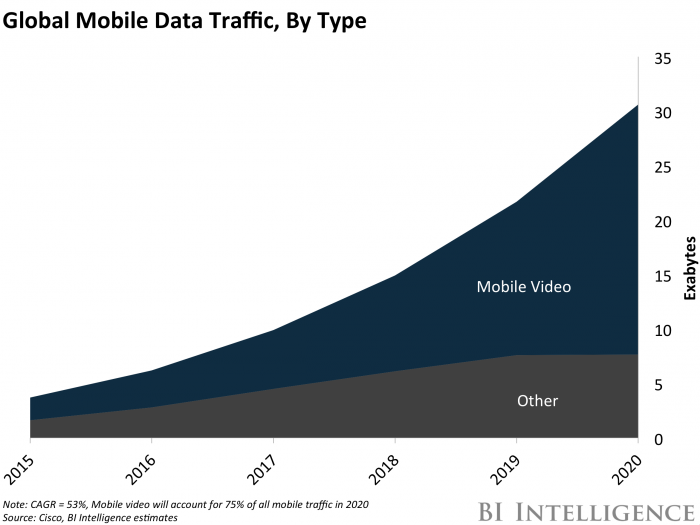 Global Mobile Data Traffic, By Type
35
30
25
20
15
10
5
0
Exabytes
Mobile Video
Other
2015
2016
2017
2018
2019
2020
Note: CAGR = 53%, Mobile video will account for 75% of all mobile traffic in 2020
Source: Cisco, BI Intelligence estimates
BI INTELLIGENCE